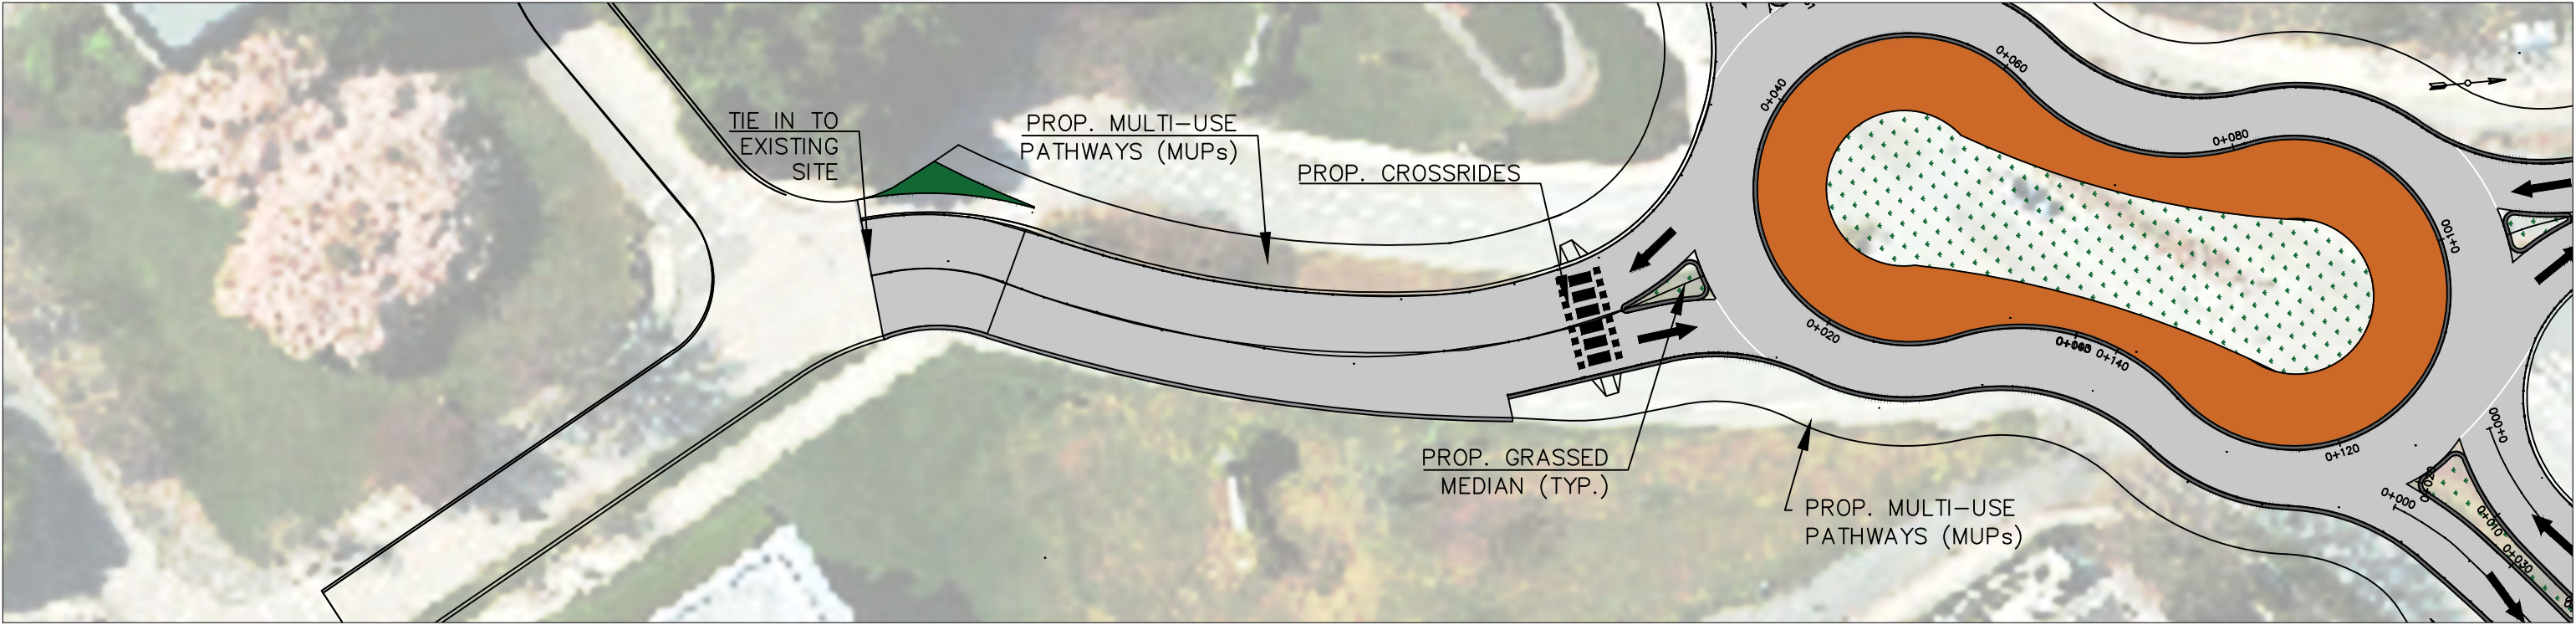 TIE IN TO
EXISTING
SITE
PROP. MULTI-USE
PATHWAYS (MUPs)
PROP. CROSSRIDES
PROP. GRASSED
MEDIAN (TYP.)
PROP. MULTI-USE
PATHWAYS (MUPs)
0+040
0+060
0+080
0+100
0+120
0+140
0+020
0+000
0+000
0+020
0+010
0+030